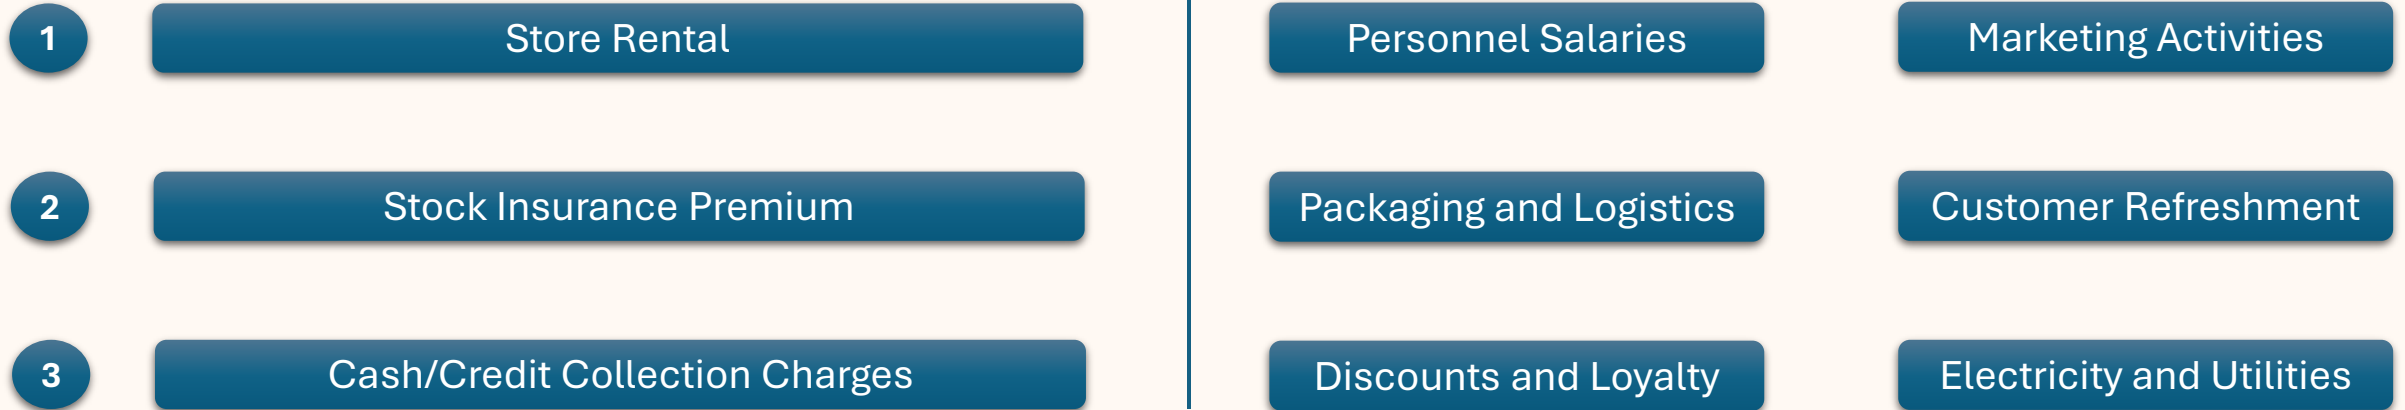 1
Store Rental
Personnel Salaries
Marketing Activities
2
Stock Insurance Premium
Packaging and Logistics
Customer Refreshment
3
Cash/Credit Collection Charges
Discounts and Loyalty
Electricity and Utilities